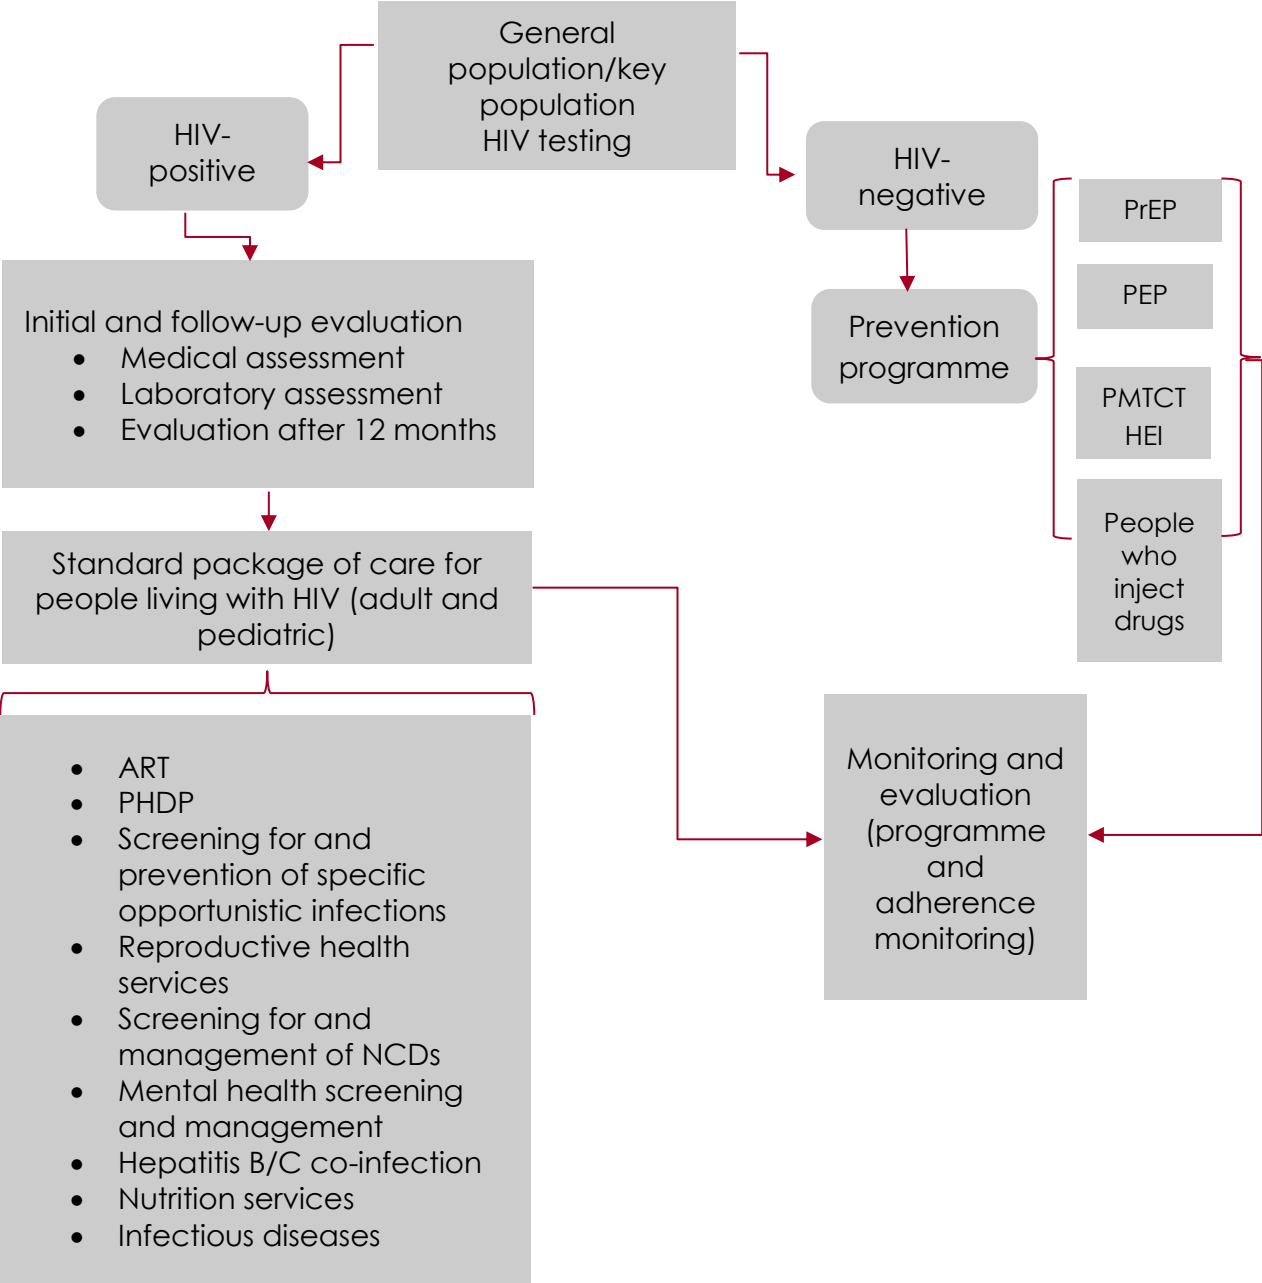 General
population/key
population
HIV testing
HIV-
positive
HIV-
negative
PrEP
PEP
Prevention
programme
PMTCT
HEI
People
who
inject
drugs
Initial and follow-up evaluation
• Medical assessment
• Laboratory assessment
• Evaluation after 12 months
Standard package of care for
people living with HIV (adult and
pediatric)
• ART
• PHDP
• Screening for and
prevention of specific
opportunistic infections
• Reproductive health
services
• Screening for and
management of NCDs
• Mental health screening
and management
• Hepatitis B/C co-infection
• Nutrition services
• Infectious diseases
Monitoring and
evaluation
(programme
and
adherence
monitoring)